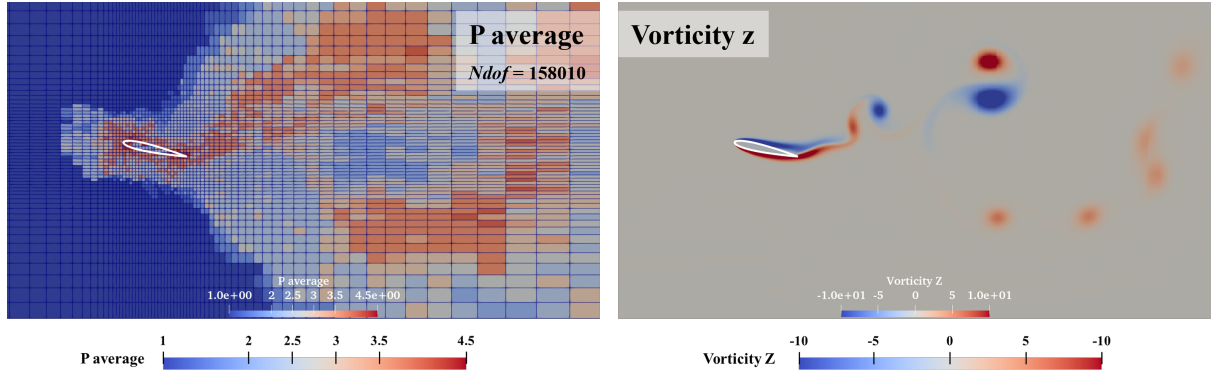 P average
Ndof = 158010
P average
1.0e+00 2 2.5 3 3.5 4.5e+00
1 2 2.5 3 3.5 4.5
P average
Vorticity z
Vorticity Z
-1.0e+01 -5 0 5 1.0e+01
-10 -5 0 5 -10
Vorticity Z